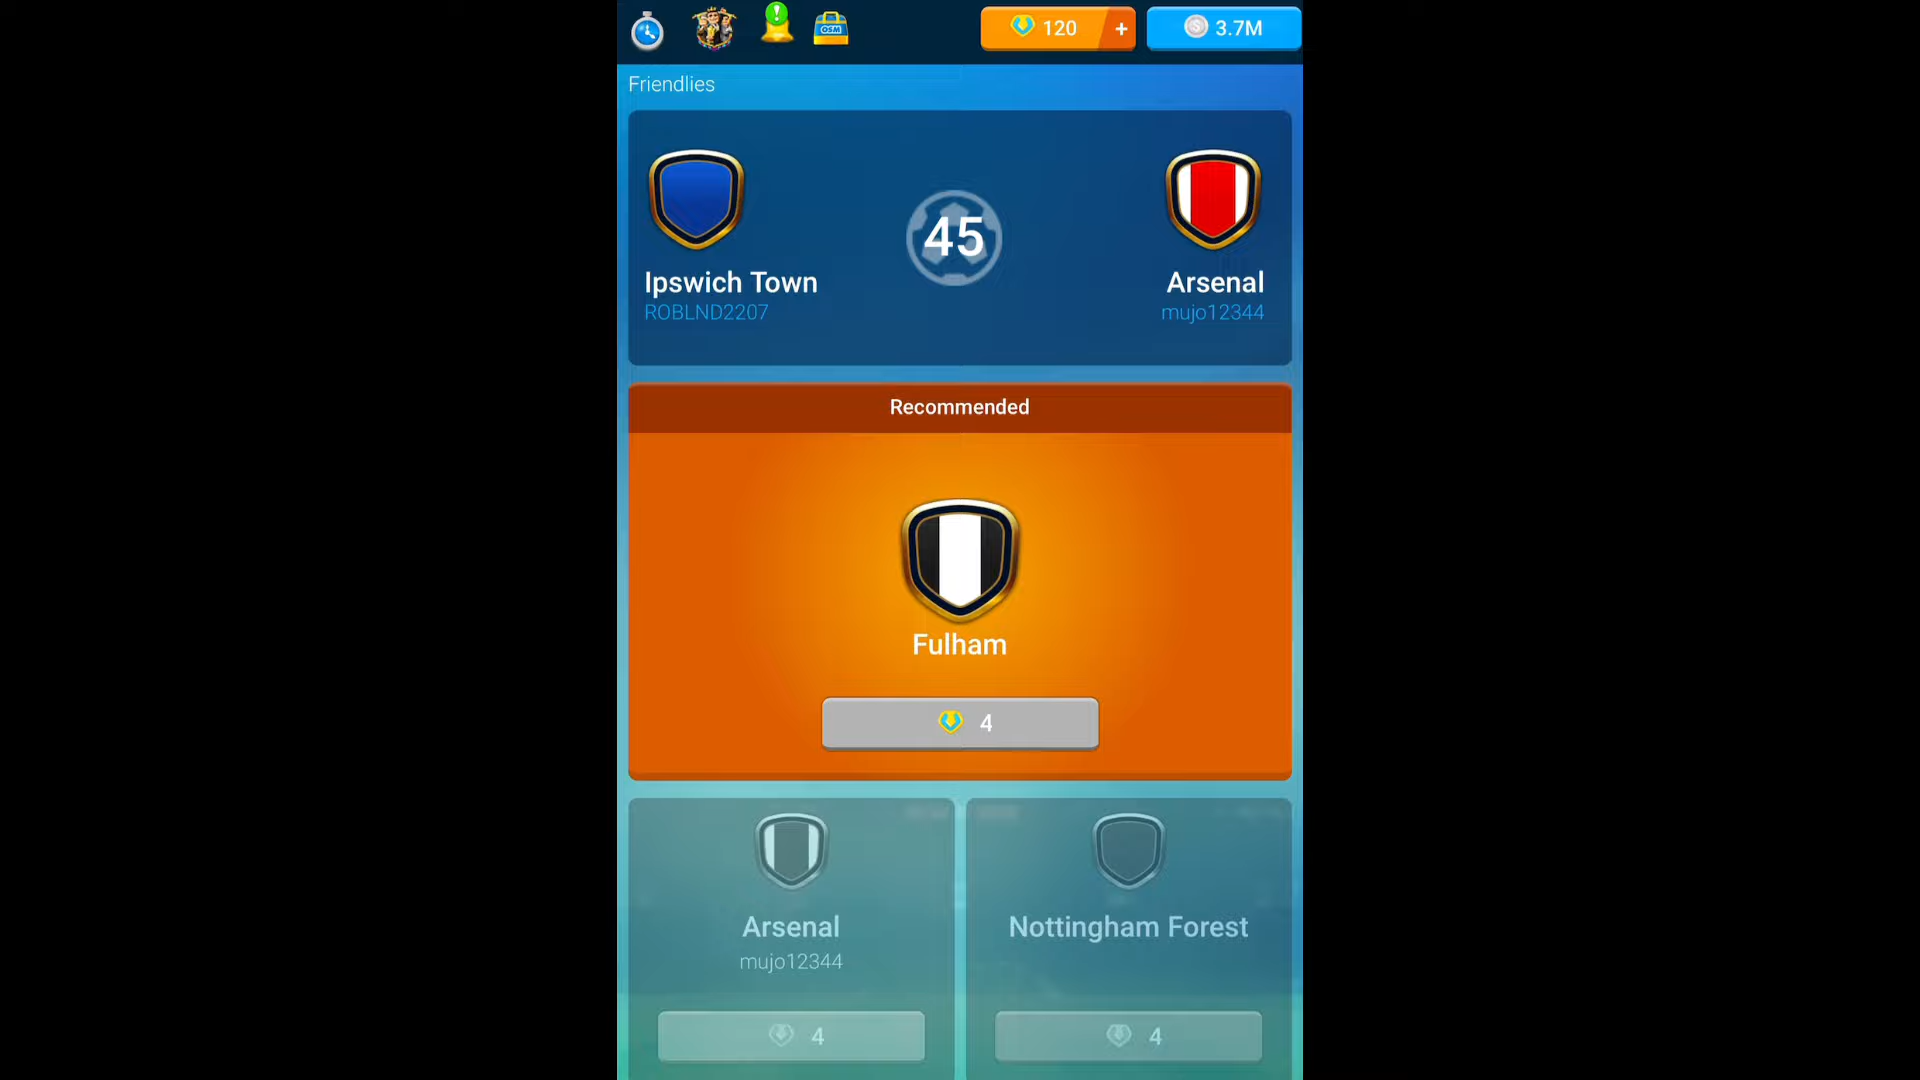 !
OSM
120 +
3.7M
Friendlies
45
Ipswich Town
Arsenal
ROBLND2207
mujo12344
Recommended
Fulham
4
Arsenal
Nottingham Forest
mujo12344
4
4